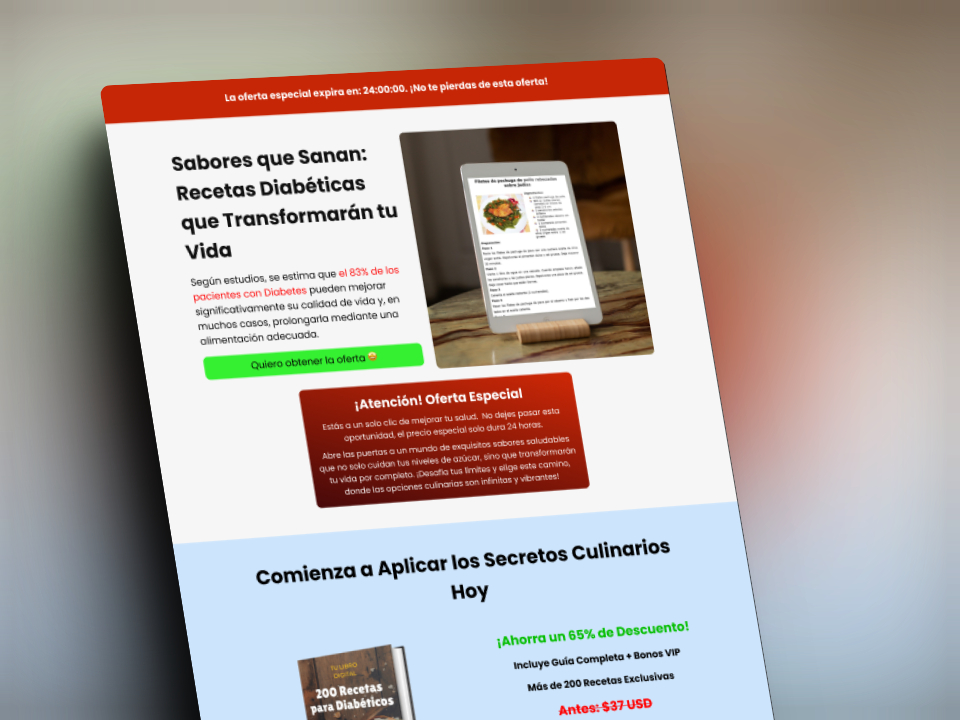 La oferta especial expira en: 24:00:00. ¡No te pierdas de esta oferta!
Sabores que Sanan:
Recetas Diabéticas
que Transformarán tu
Vida
Según estudios, se estima que el 83% de los
pacientes con Diabetes pueden mejorar
significativamente su calidad de vida y, en
muchos casos, prolongarla mediante una
alimentación adecuada.
Quiero obtener la oferta 🤩
Filetes de pechuga de pollo rebozados
sobre judías
¡Atención! Oferta Especial
Estás a un solo clic de mejorar tu salud. No dejes pasar esta
oportunidad, el precio especial solo dura 24 horas.
Abre las puertas a un mundo de exquisitos sabores saludables
que no solo cuidan tus niveles de azúcar, sino que transformarán
tu vida por completo. ¡Desafía tus límites y elige este camino,
donde las opciones culinarias son infinitas y vibrantes!
Comienza a Aplicar los Secretos Culinarios
Hoy
TU LIBRO
DIGITAL
200 Recetas
para Diabéticos
¡Ahorra un 65% de Descuento!
Incluye Guía Completa + Bonos VIP
Más de 200 Recetas Exclusivas
Antes: $37 USD